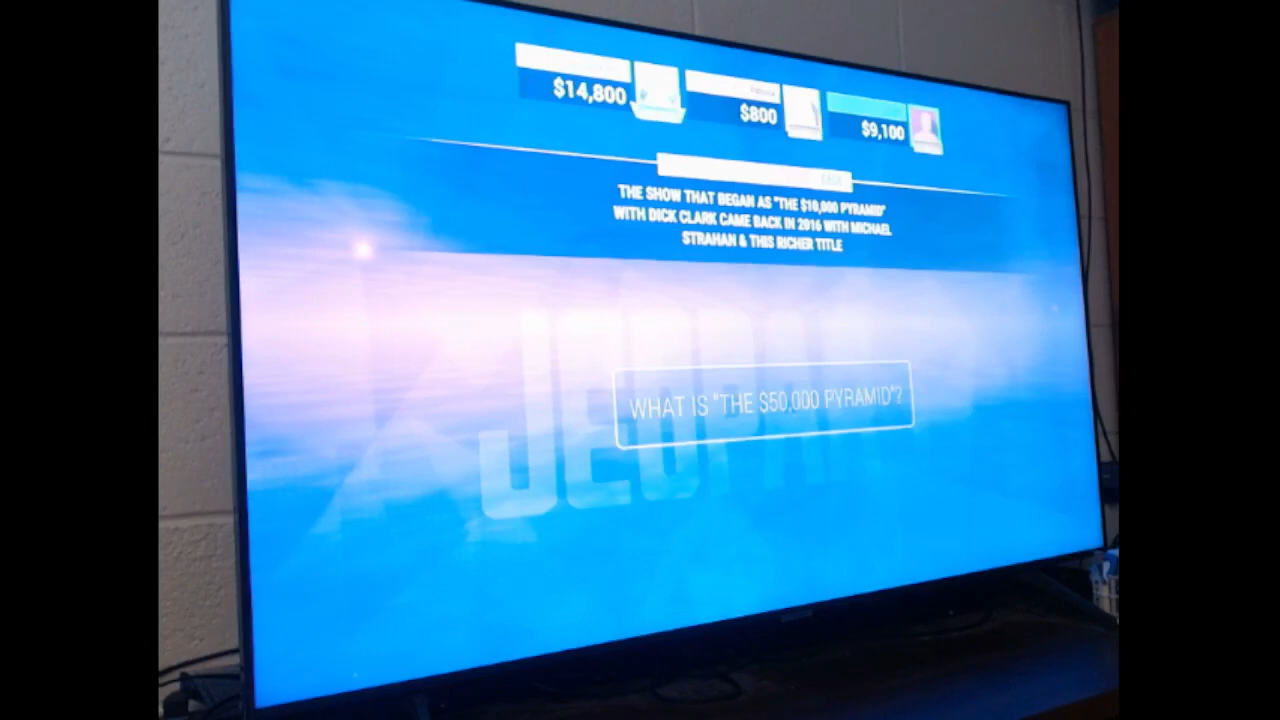 $14,800
$800
$9,100
THE SHOW THAT BEGAN AS "THE $10,000 PYRAMID"
WITH DICK CLARK CAME BACK IN 2016 WITH MICHAEL
STRAHAN & THIS RICHER TITLE
JEOPAR
WHAT IS "THE $50,000 PYRAMID"?